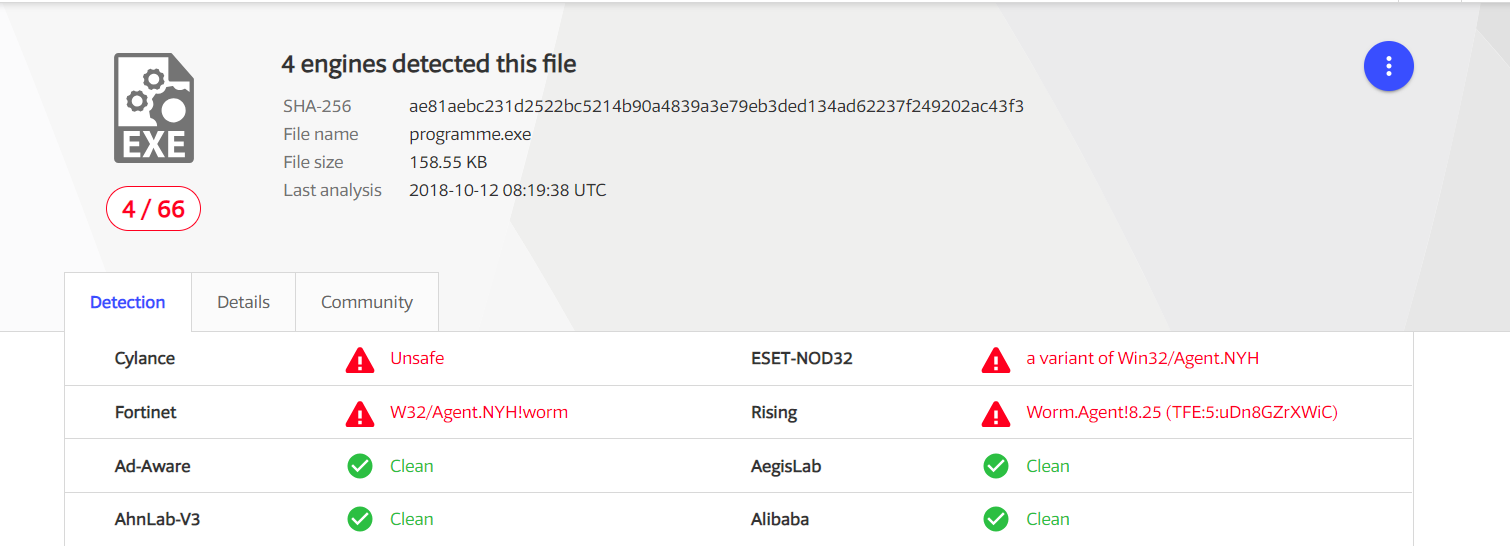 4 engines detected this file
SHA-256 ae81aebc231d2522bc5214b90a4839a3e79eb3ded134ad62237f249202ac43f3
File name programme.exe
File size 158.55 KB
Last analysis 2018-10-12 08:19:38 UTC
EXE
4 / 66
Detection Details Community
Cylance Unsafe ESET-NOD32 a variant of Win32/Agent.NYH
Fortinet W32/Agent.NYH!worm Rising Worm.Agent!8.25 (TFE:5:uDn8GZrXWiC)
Ad-Aware Clean AegisLab Clean
AhnLab-V3 Clean Alibaba Clean